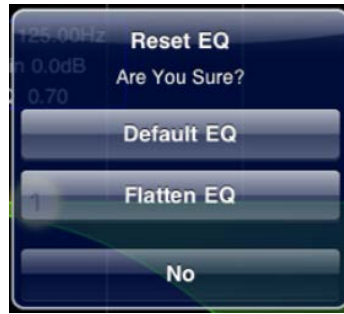 125.00Hz
Reset EQ
n 0.0dB
Are You Sure?
0.70
Default EQ
Flatten EQ
1
No